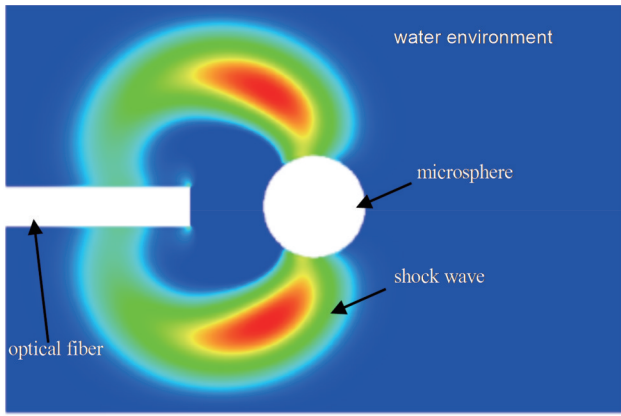 water environment
microsphere
shock wave
optical fiber